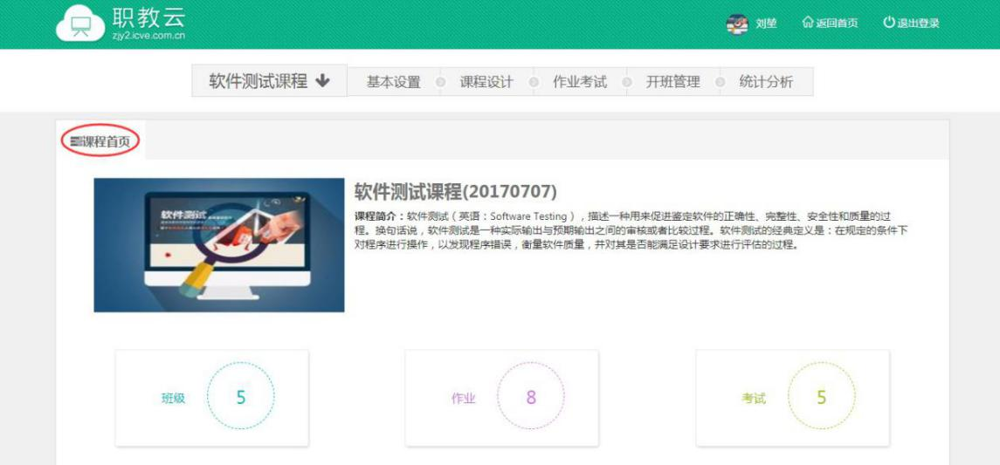 职教云
zjy2.icve.com.cn
刘堃
返回首页
退出登录
软件测试课程
基本设置
课程设计
作业考试
开班管理
统计分析
课程首页
软件测试
软件测试课程(20170707)
课程简介：软件测试（英语：Software Testing），描述一种用来促进鉴定软件的正确性、完整性、安全性和质量的过
程。换句话说，软件测试是一种实际输出与预期输出之间的审核或者比较过程。软件测试的经典定义是：在规定的条件下
对程序进行操作，以发现程序错误，衡量软件质量，并对其是否能满足设计要求进行评估的过程。
班级
5
作业
8
考试
5